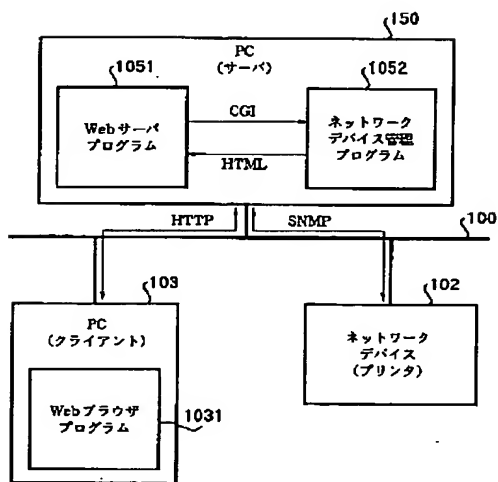 150
PC
(サーバ)
1051
Webサーバ
プログラム
CGI
HTML
1052
ネットワーク
デバイス管理
プログラム
HTTP
SNMP
100
103
PC
(クライアント)
Webブラウザ
プログラム
1031
102
ネットワーク
デバイス
(プリンタ)